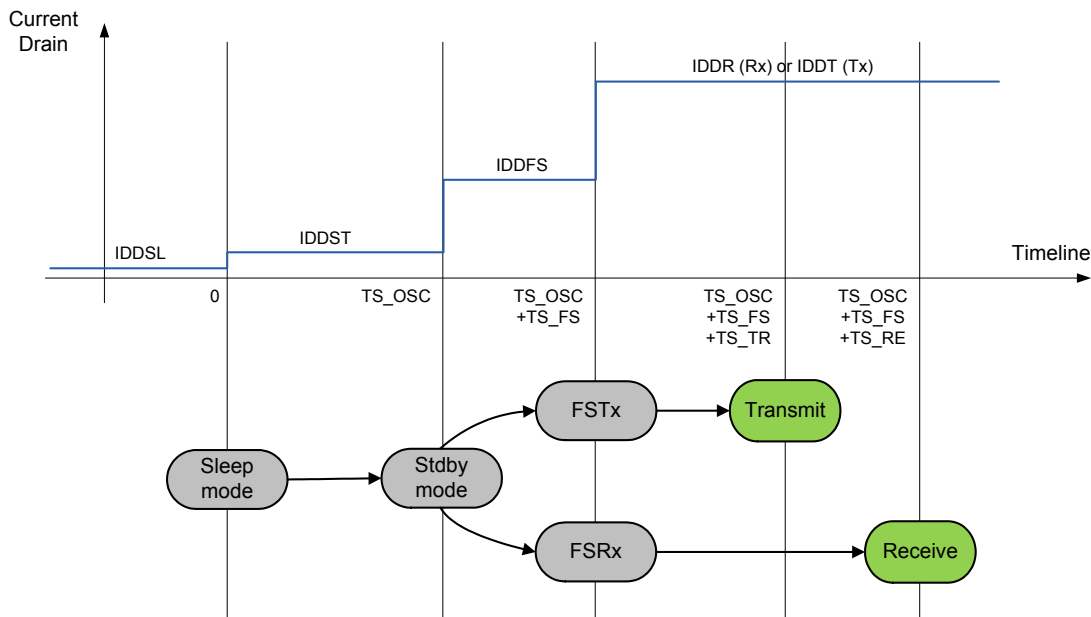 Current
Drain
IDDR (Rx) or IDDT (Tx)
IDDFS
IDDST
IDDSL
Timeline
0
TS_OSC
TS_OSC
+TS_FS
TS_OSC
+TS_FS
+TS_TR
TS_OSC
+TS_FS
+TS_RE
FSTx
Transmit
Sleep
mode
Stdby
mode
FSRx
Receive